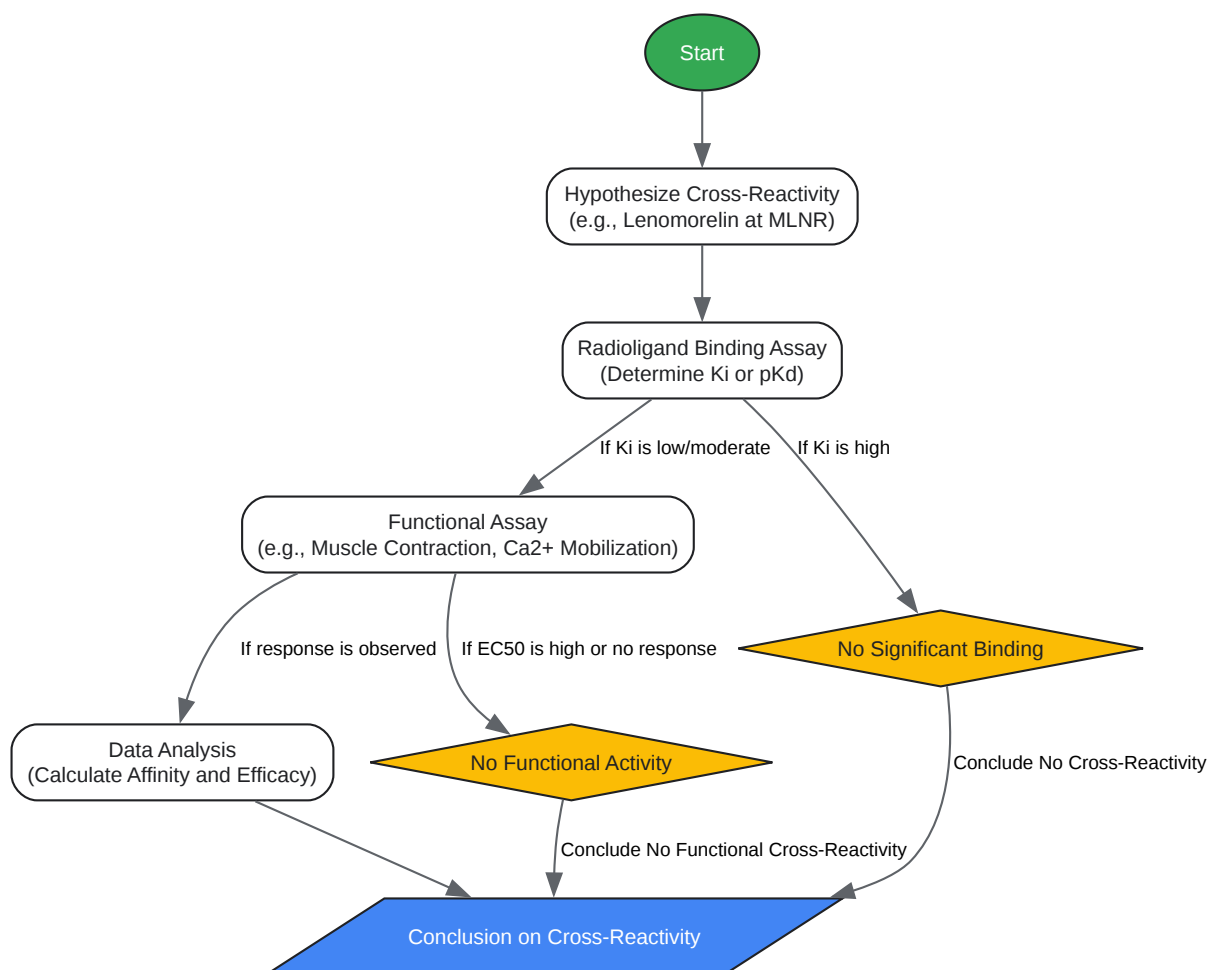 Start
Hypothesize Cross-Reactivity
(e.g., Lenomorelin at MLNR)
Radioligand Binding Assay
(Determine Ki or pKd)
If Ki is low/moderate
If Ki is high
Functional Assay
(e.g., Muscle Contraction, Ca2+ Mobilization)
If response is observed
If EC50 is high or no response
No Significant Binding
Data Analysis
(Calculate Affinity and Efficacy)
No Functional Activity
Conclude No Cross-Reactivity
Conclude No Functional Cross-Reactivity
Conclusion on Cross-Reactivity